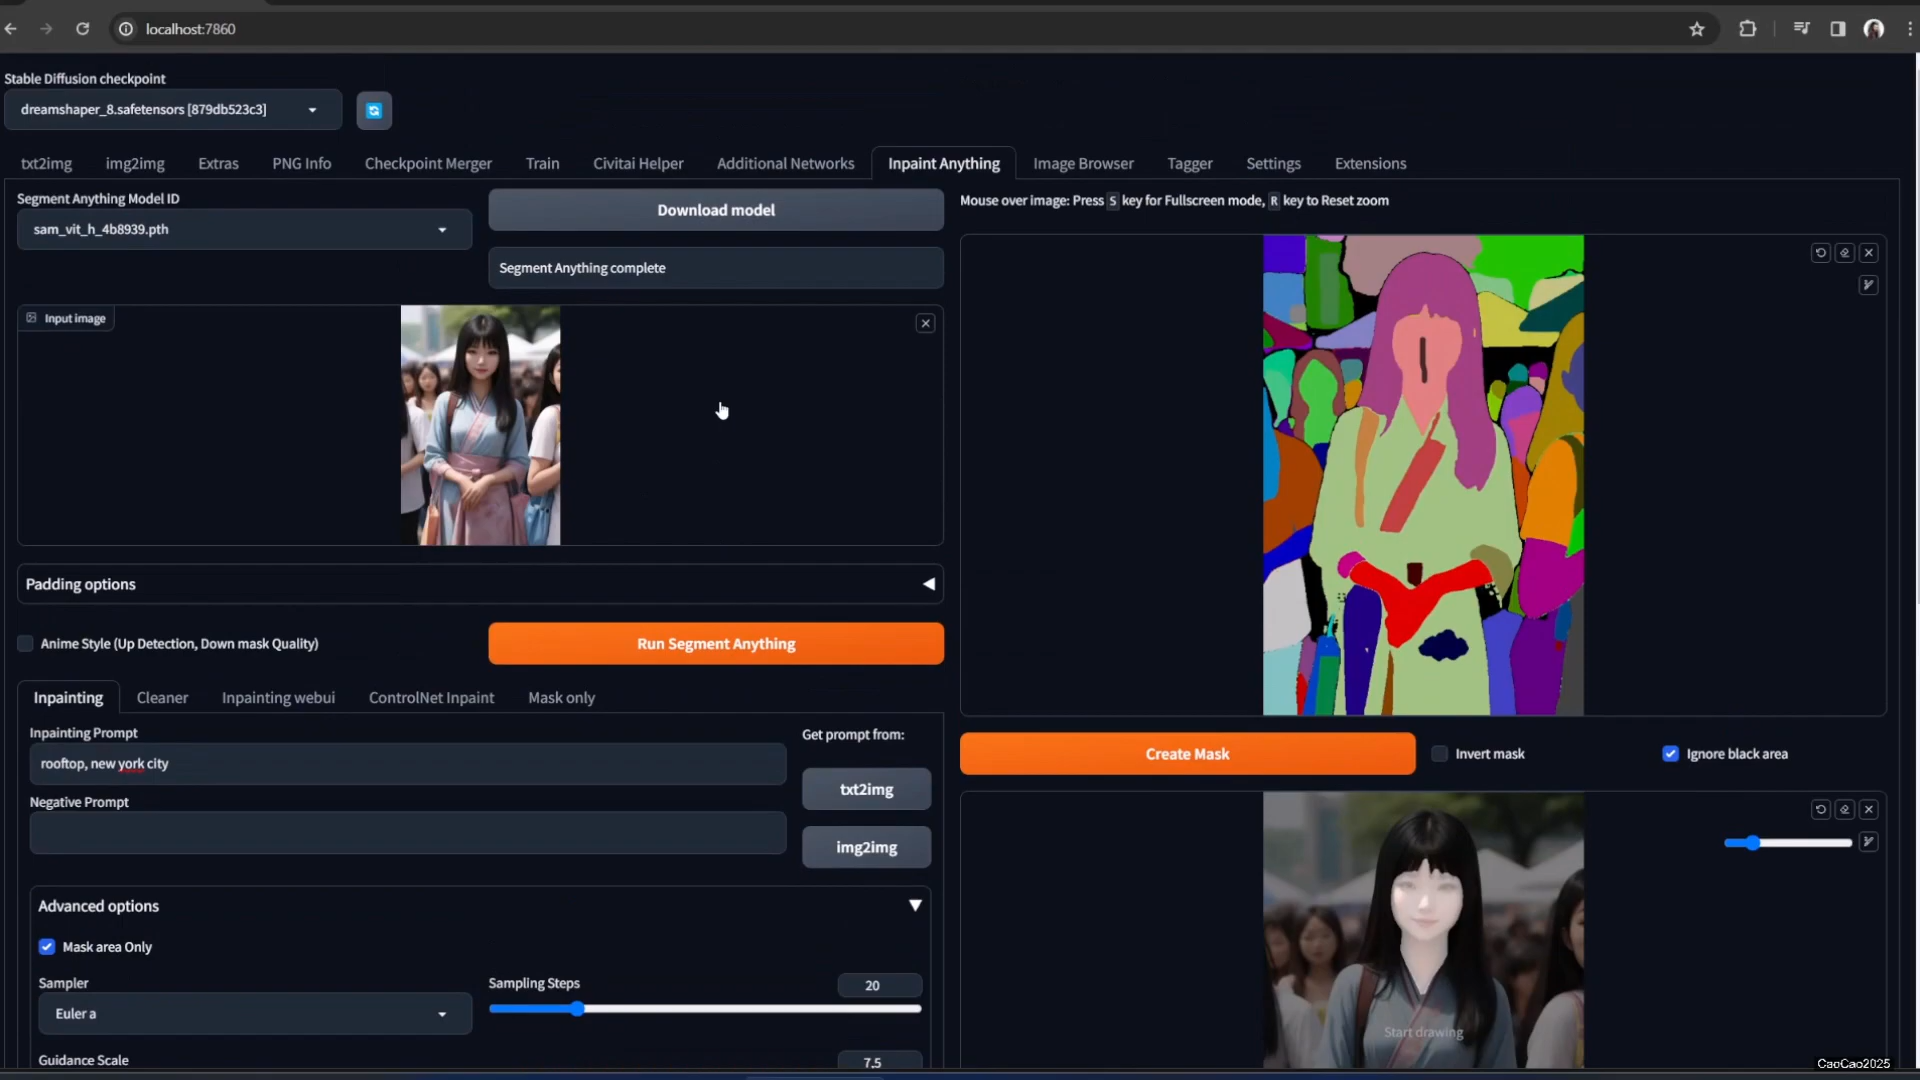 localhost:7860
Stable Diffusion checkpoint
dreamshaper_8.safetensors [879db523c3]
txt2img img2img Extras PNG Info Checkpoint Merger Train Civitai Helper Additional Networks Inpaint Anything Image Browser Tagger Settings Extensions
Segment Anything Model ID
sam_vit_h_4b8939.pth
Download model
Segment Anything complete
Mouse over image: Press S key for Fullscreen mode, R key to Reset zoom
Input image
Padding options
Anime Style (Up Detection, Down mask Quality)
Run Segment Anything
Inpainting Cleaner Inpainting webui ControlNet Inpaint Mask only
Inpainting Prompt
rooftop, new york city
Get prompt from:
txt2img
Negative Prompt
img2img
Create Mask
Invert mask
Ignore black area
Advanced options
Mask area Only
Sampler
Euler a
Sampling Steps
20
Guidance Scale
7.5
Start drawing
CaoCao2025